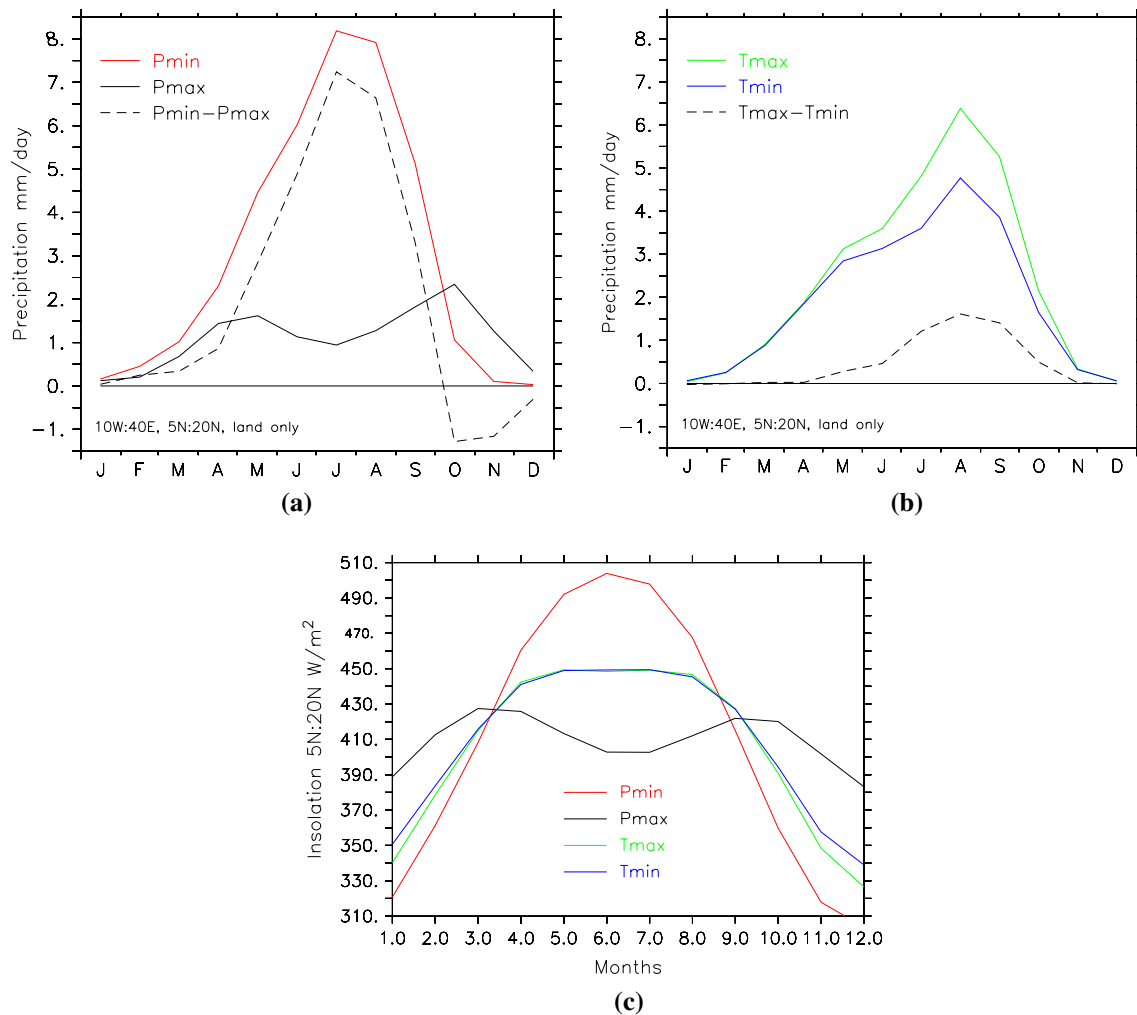 8.
7.
6.
5.
4.
3.
2.
1.
0.
−1.
Precipitation mm/day
Pmin
Pmax
Pmin−Pmax
10W:40E, 5N:20N, land only
J F M A M J J A S O N D
(a)
8.
7.
6.
5.
4.
3.
2.
1.
0.
−1.
Precipitation mm/day
Tmax
Tmin
Tmax−Tmin
10W:40E, 5N:20N, land only
J F M A M J J A S O N D
(b)
510.
490.
470.
450.
430.
410.
390.
370.
350.
330.
310.
Insolation 5N:20N W/m²
Pmin
Pmax
Tmax
Tmin
1.0 2.0 3.0 4.0 5.0 6.0 7.0 8.0 9.0 10.0 11.0 12.0
Months
(c)